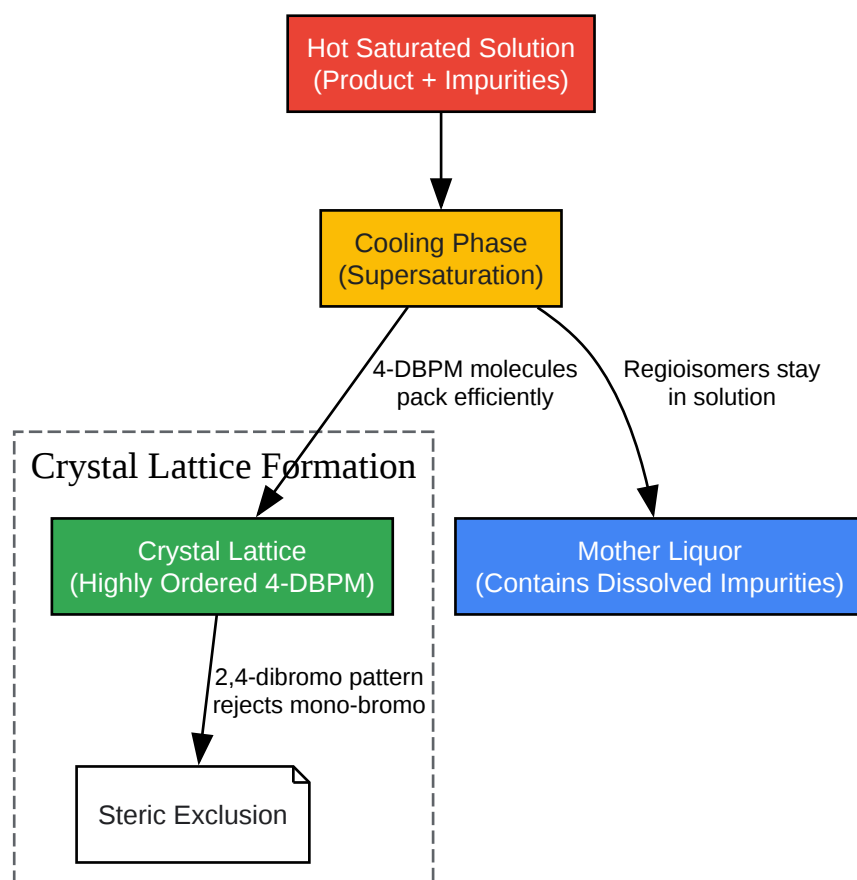 Hot Saturated Solution
(Product + Impurities)
Cooling Phase
(Supersaturation)
4-DBPM molecules
pack efficiently
Regioisomers stay
in solution
Crystal Lattice Formation
Crystal Lattice
(Highly Ordered 4-DBPM)
Mother Liquor
(Contains Dissolved Impurities)
2,4-dibromo pattern
rejects mono-bromo
Steric Exclusion